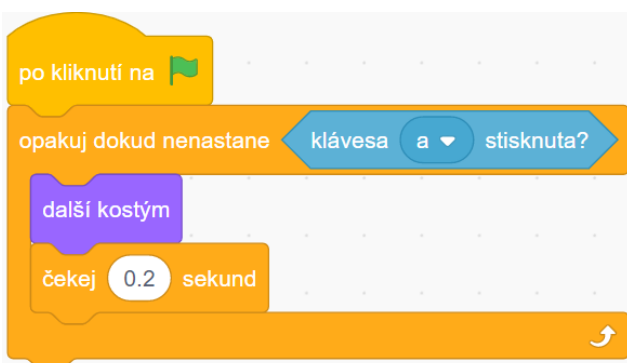 po kliknutí na
opakuj dokud nenastane klávesa a stisknuta?
další kostým
čekej 0.2 sekund